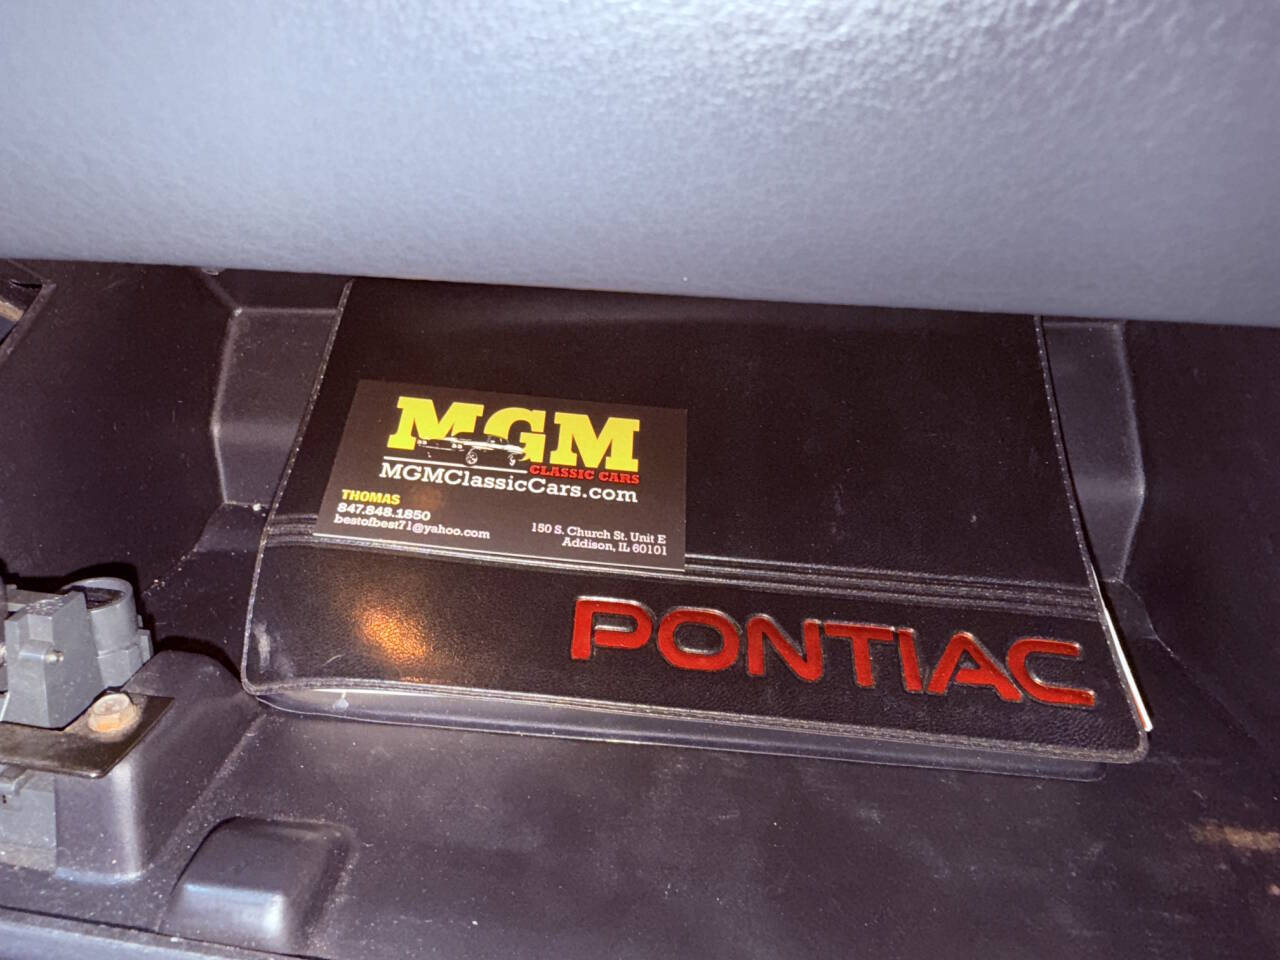 MGM
CLASSIC CARS
MGMClassicCars.com
THOMAS
847.848.1850
bestofbest71@yahoo.com
150 S. Church St. Unit E
Addison, IL 60101
PONTIAC